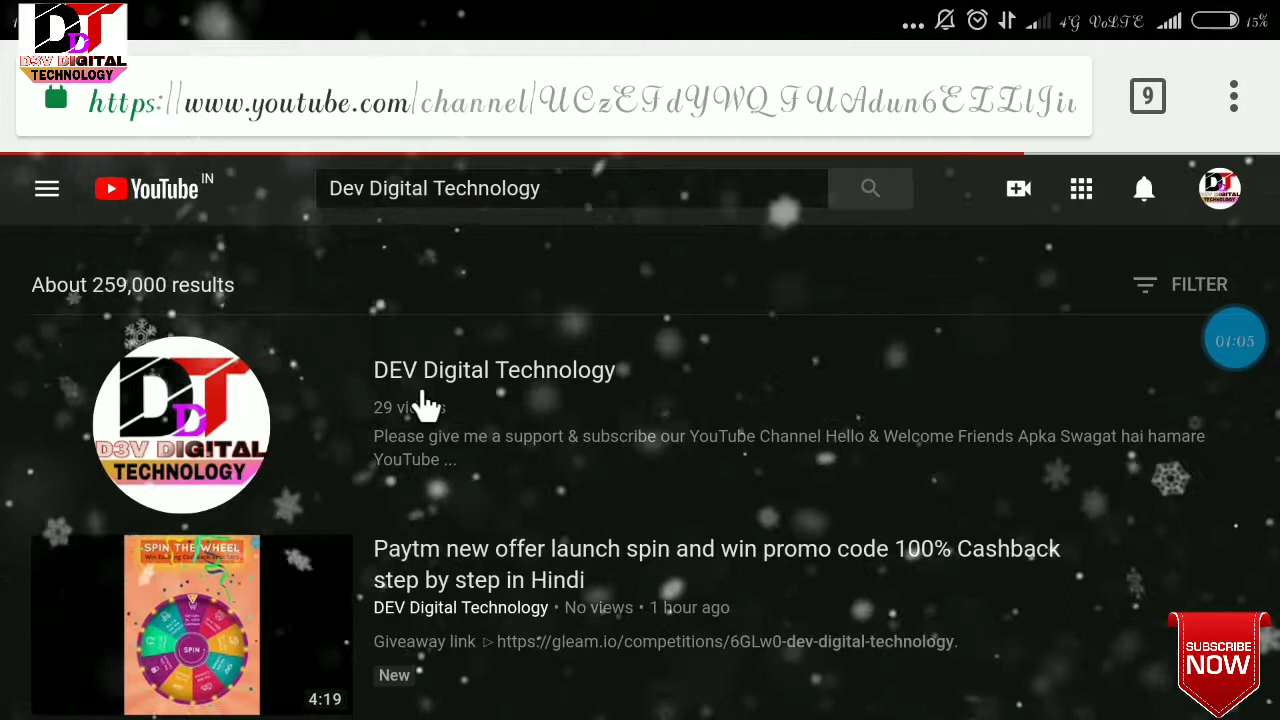 D T
D
D3V DIGITAL
TECHNOLOGY
4G VoLTE 15%
https://www.youtube.com/channel/
9
YouTube IN
Dev Digital Technology
About 259,000 results
FILTER
01:05
D T
D
D3V DIGITAL
TECHNOLOGY
DEV Digital Technology
29
Please give me a support & subscribe our YouTube Channel Hello & Welcome Friends Apka Swagat hai hamare
YouTube ...
SPIN THE WHEEL
SPIN
4:19
Paytm new offer launch spin and win promo code 100% Cashback
step by step in Hindi
DEV Digital Technology • No views • 1 hour ago
Giveaway link ▷ https://gleam.io/competitions/6GLw0-dev-digital-technology.
New
SUBSCRIBE
NOW